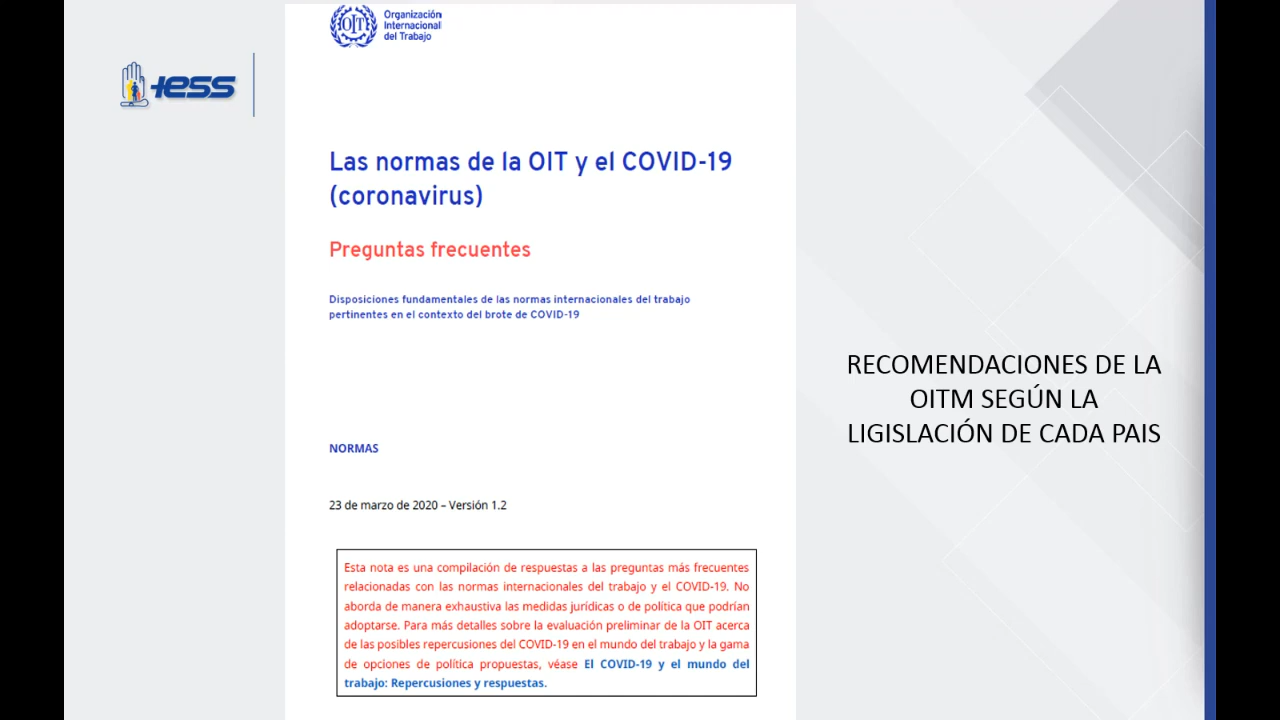 Organización
Internacional
del Trabajo
OIT
IESS
Las normas de la OIT y el COVID-19
(coronavirus)
Preguntas frecuentes
Disposiciones fundamentales de las normas internacionales del trabajo
pertinentes en el contexto del brote de COVID-19
RECOMENDACIONES DE LA
OITM SEGÚN LA
LIGISLACIÓN DE CADA PAIS
NORMAS
23 de marzo de 2020 – Versión 1.2
Esta nota es una compilación de respuestas a las preguntas más frecuentes
relacionadas con las normas internacionales del trabajo y el COVID-19. No
aborda de manera exhaustiva las medidas jurídicas o de política que podrían
adoptarse. Para más detalles sobre la evaluación preliminar de la OIT acerca
de las posibles repercusiones del COVID-19 en el mundo del trabajo y la gama
de opciones de política propuestas, véase El COVID-19 y el mundo del
trabajo: Repercusiones y respuestas.